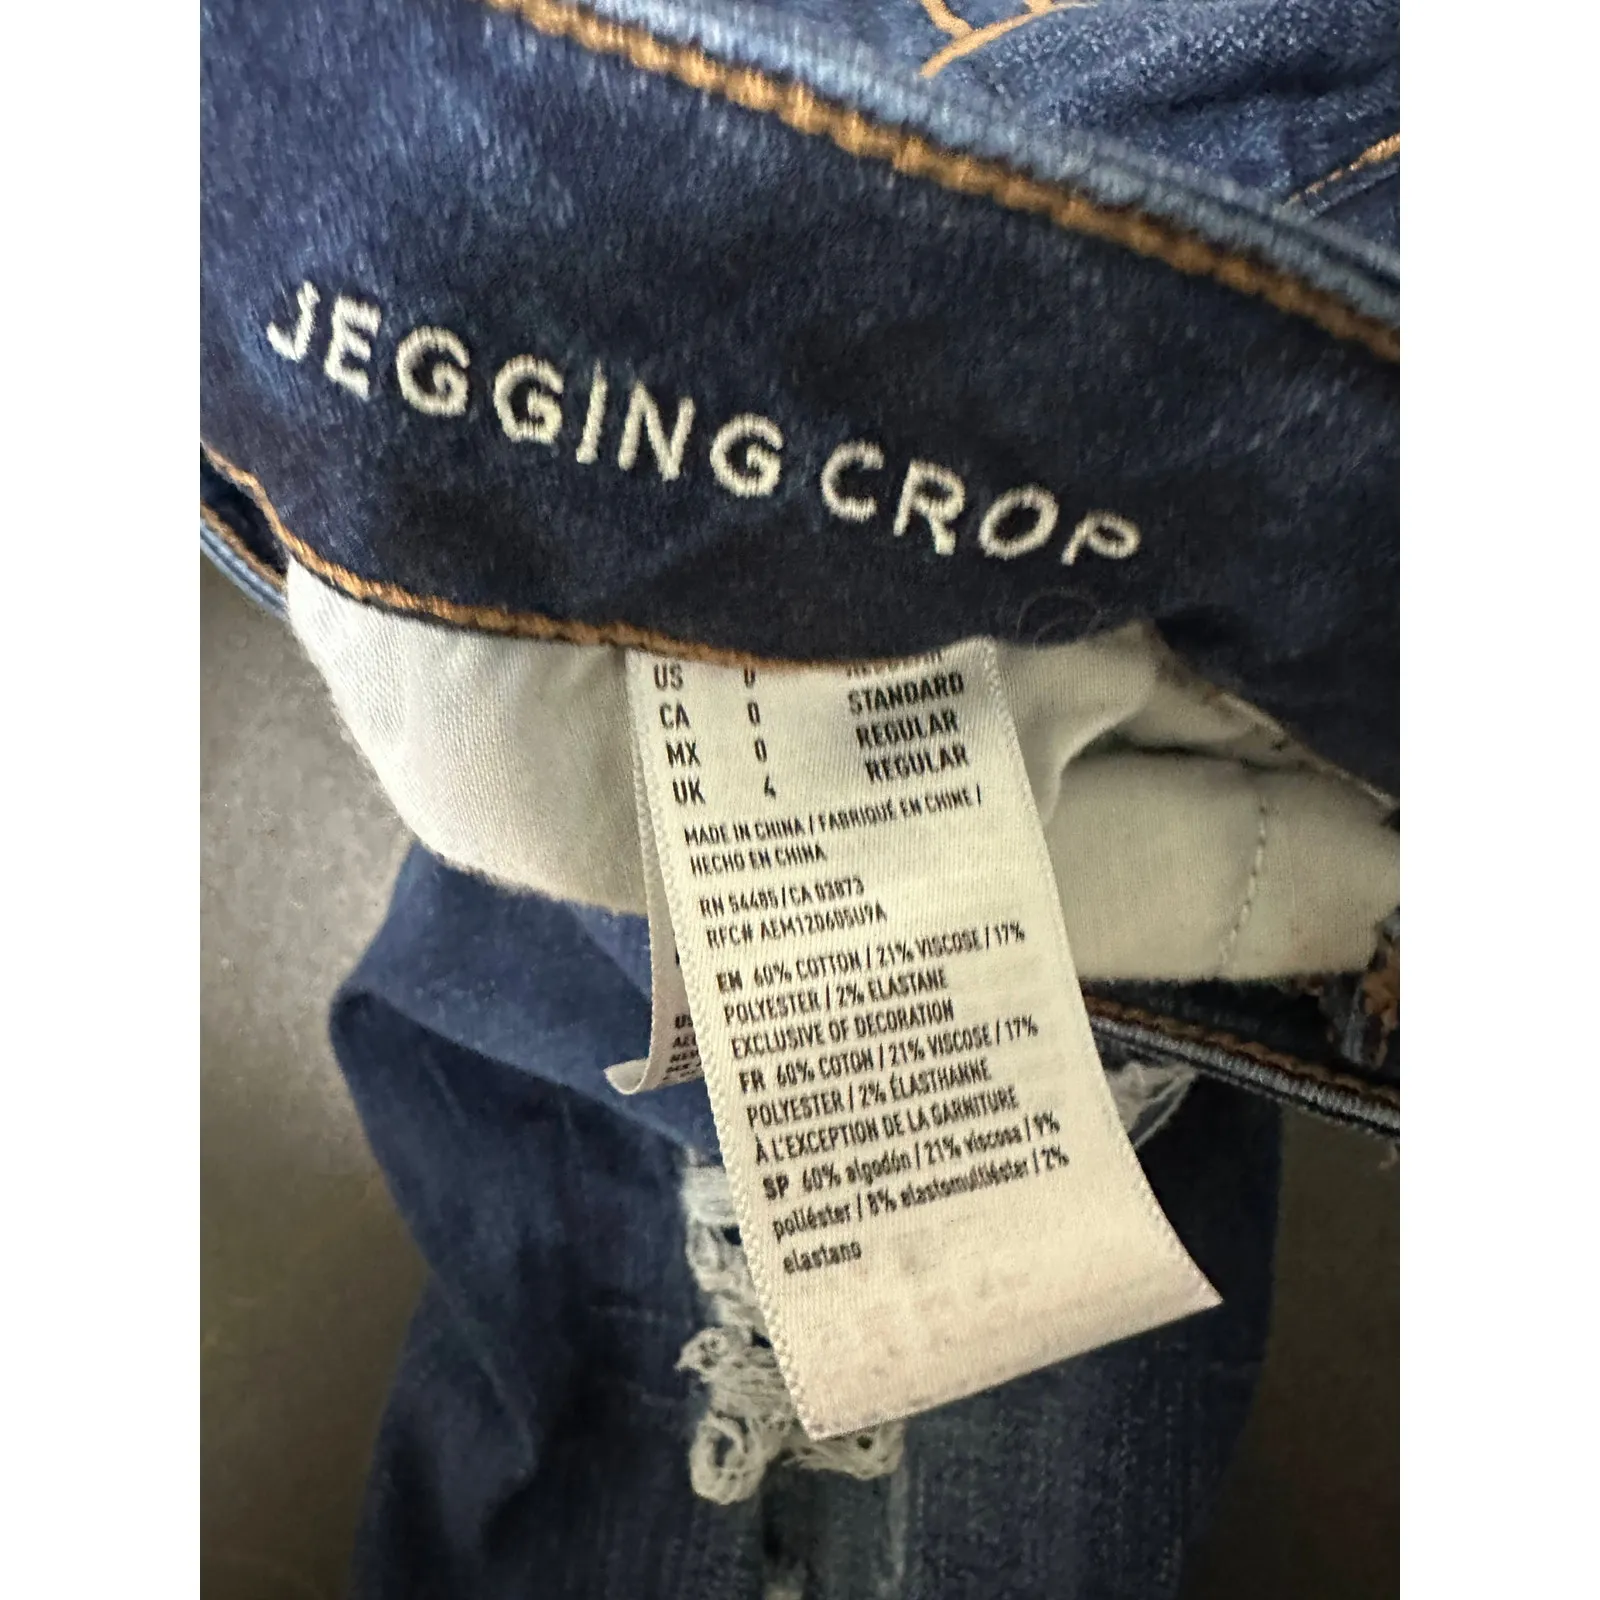 JEGGING CROP
US 0
CA 0 STANDARD
MX 0 REGULAR
UK 4 REGULAR
MADE IN CHINA / FABRIQUÉ EN CHINE /
HECHO EN CHINA
RN 54485/CA 03873
RFC# AEM120605U9A
EN 60% COTTON / 21% VISCOSE / 17%
POLYESTER / 2% ELASTANE
EXCLUSIVE OF DECORATION
FR 60% COTON / 21% VISCOSE / 17%
POLYESTER / 2% ÉLASTHANNE
À L'EXCEPTION DE LA GARNITURE
SP 60% algodón / 21% viscosa / 9%
poliéster / 8% elastomultiéster / 2%
elastano